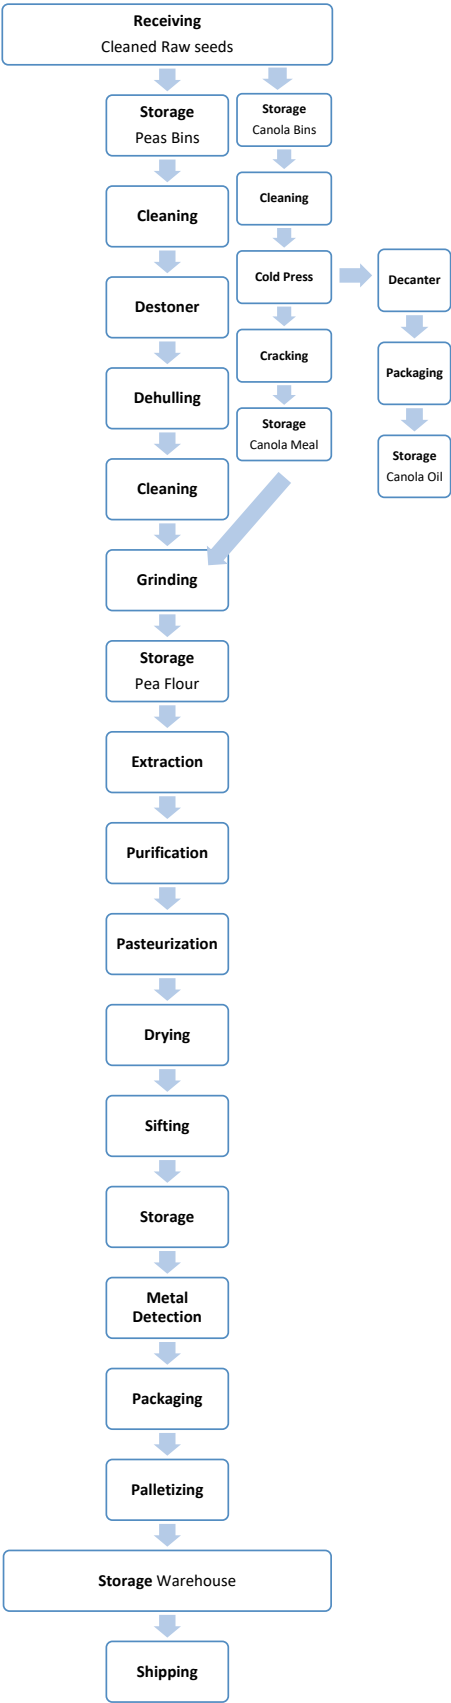 Receiving
Cleaned Raw seeds
Storage
Peas Bins
Cleaning
Destoner
Dehulling
Cleaning
Grinding
Storage
Canola Bins
Cleaning
Cold Press
Cracking
Storage
Canola Meal
Decanter
Packaging
Storage
Canola Oil
Storage
Pea Flour
Extraction
Purification
Pasteurization
Drying
Sifting
Storage
Metal
Detection
Packaging
Palletizing
Storage Warehouse
Shipping